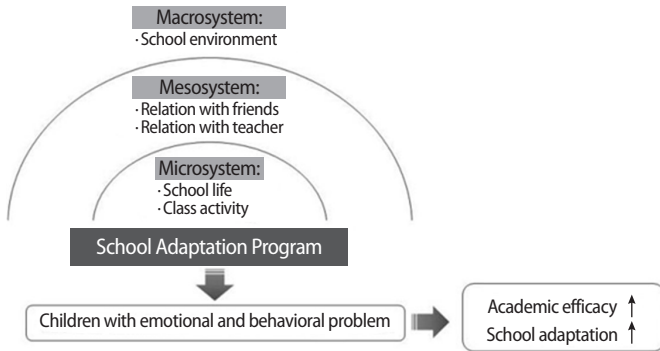 Macrosystem:
· School environment
Mesosystem:
· Relation with friends
· Relation with teacher
Microsystem:
· School life
· Class activity
School Adaptation Program
Children with emotional and behavioral problem
Academic efficacy ↑
School adaptation ↑